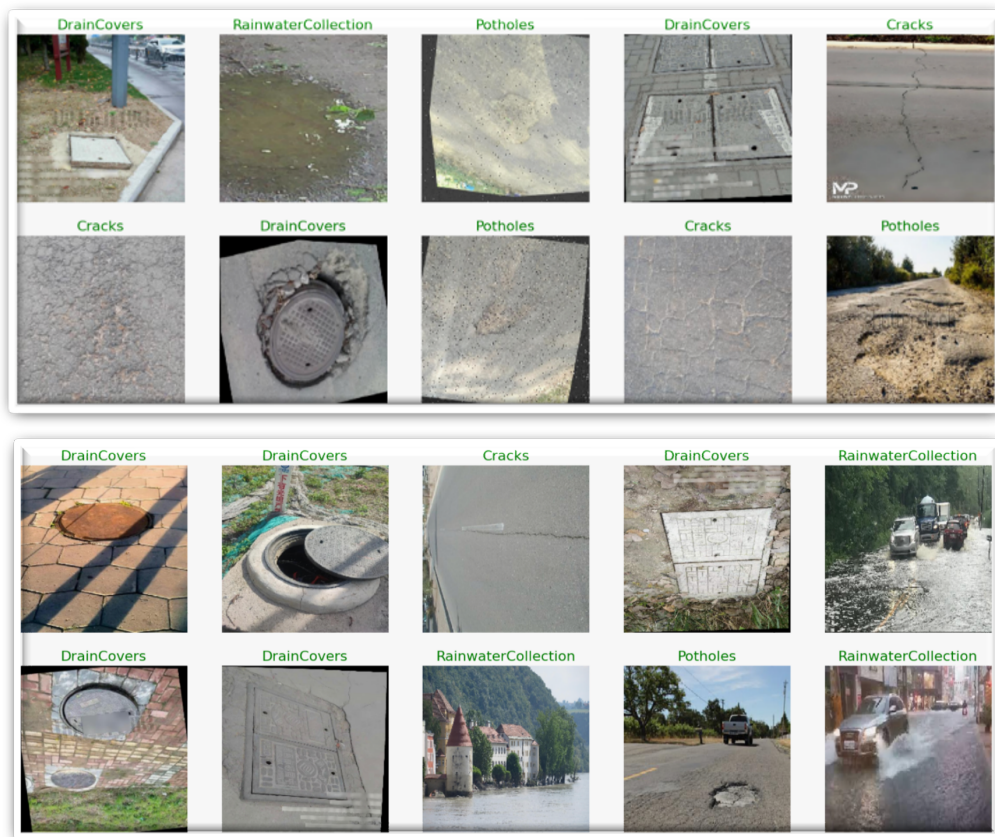 DrainCovers RainwaterCollection Potholes DrainCovers Cracks
MP
Cracks DrainCovers Potholes Cracks Potholes
DrainCovers DrainCovers Cracks DrainCovers RainwaterCollection
DrainCovers DrainCovers RainwaterCollection Potholes RainwaterCollection